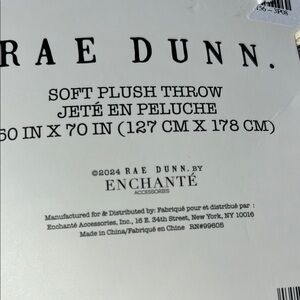 RAE DUNN.
SOFT PLUSH THROW
JETÉ EN PELUCHE
50 IN X 70 IN (127 CM X 178 CM)
©2024 RAE DUNN. BY
ENCHANTÉ
ACCESSORIES
Manufactured for & Distributed by: Fabriqué pour et distribué par:
Enchanté Accessories, Inc., 16 E. 34th Street, New York, NY 10016
Made in China/Fabriqué en Chine RN#99605